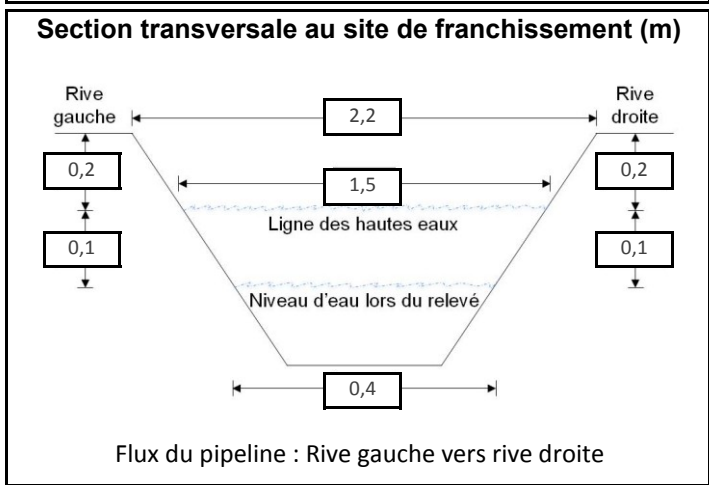 Section transversale au site de franchissement (m)
Rive
gauche
2,2
Rive
droite
0,2
1,5
0,2
Ligne des hautes eaux
0,1
0,1
Niveau d'eau lors du relevé
0,4
Flux du pipeline : Rive gauche vers rive droite